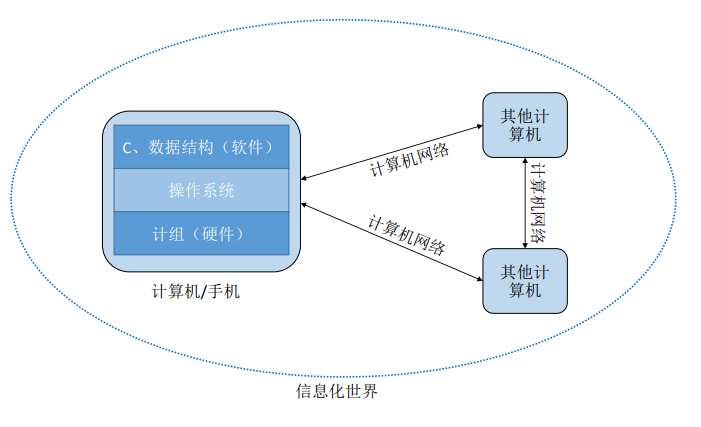 C、数据结构（软件）
操作系统
计组（硬件）
计算机/手机
计算机网络
计算机网络
其他计
算机
计算机网络
其他计
算机
信息化世界